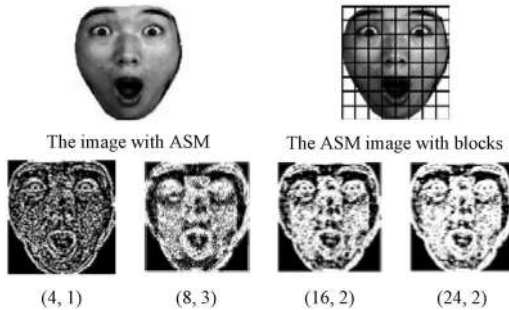 The image with ASM
The ASM image with blocks
(4, 1)
(8, 3)
(16, 2)
(24, 2)